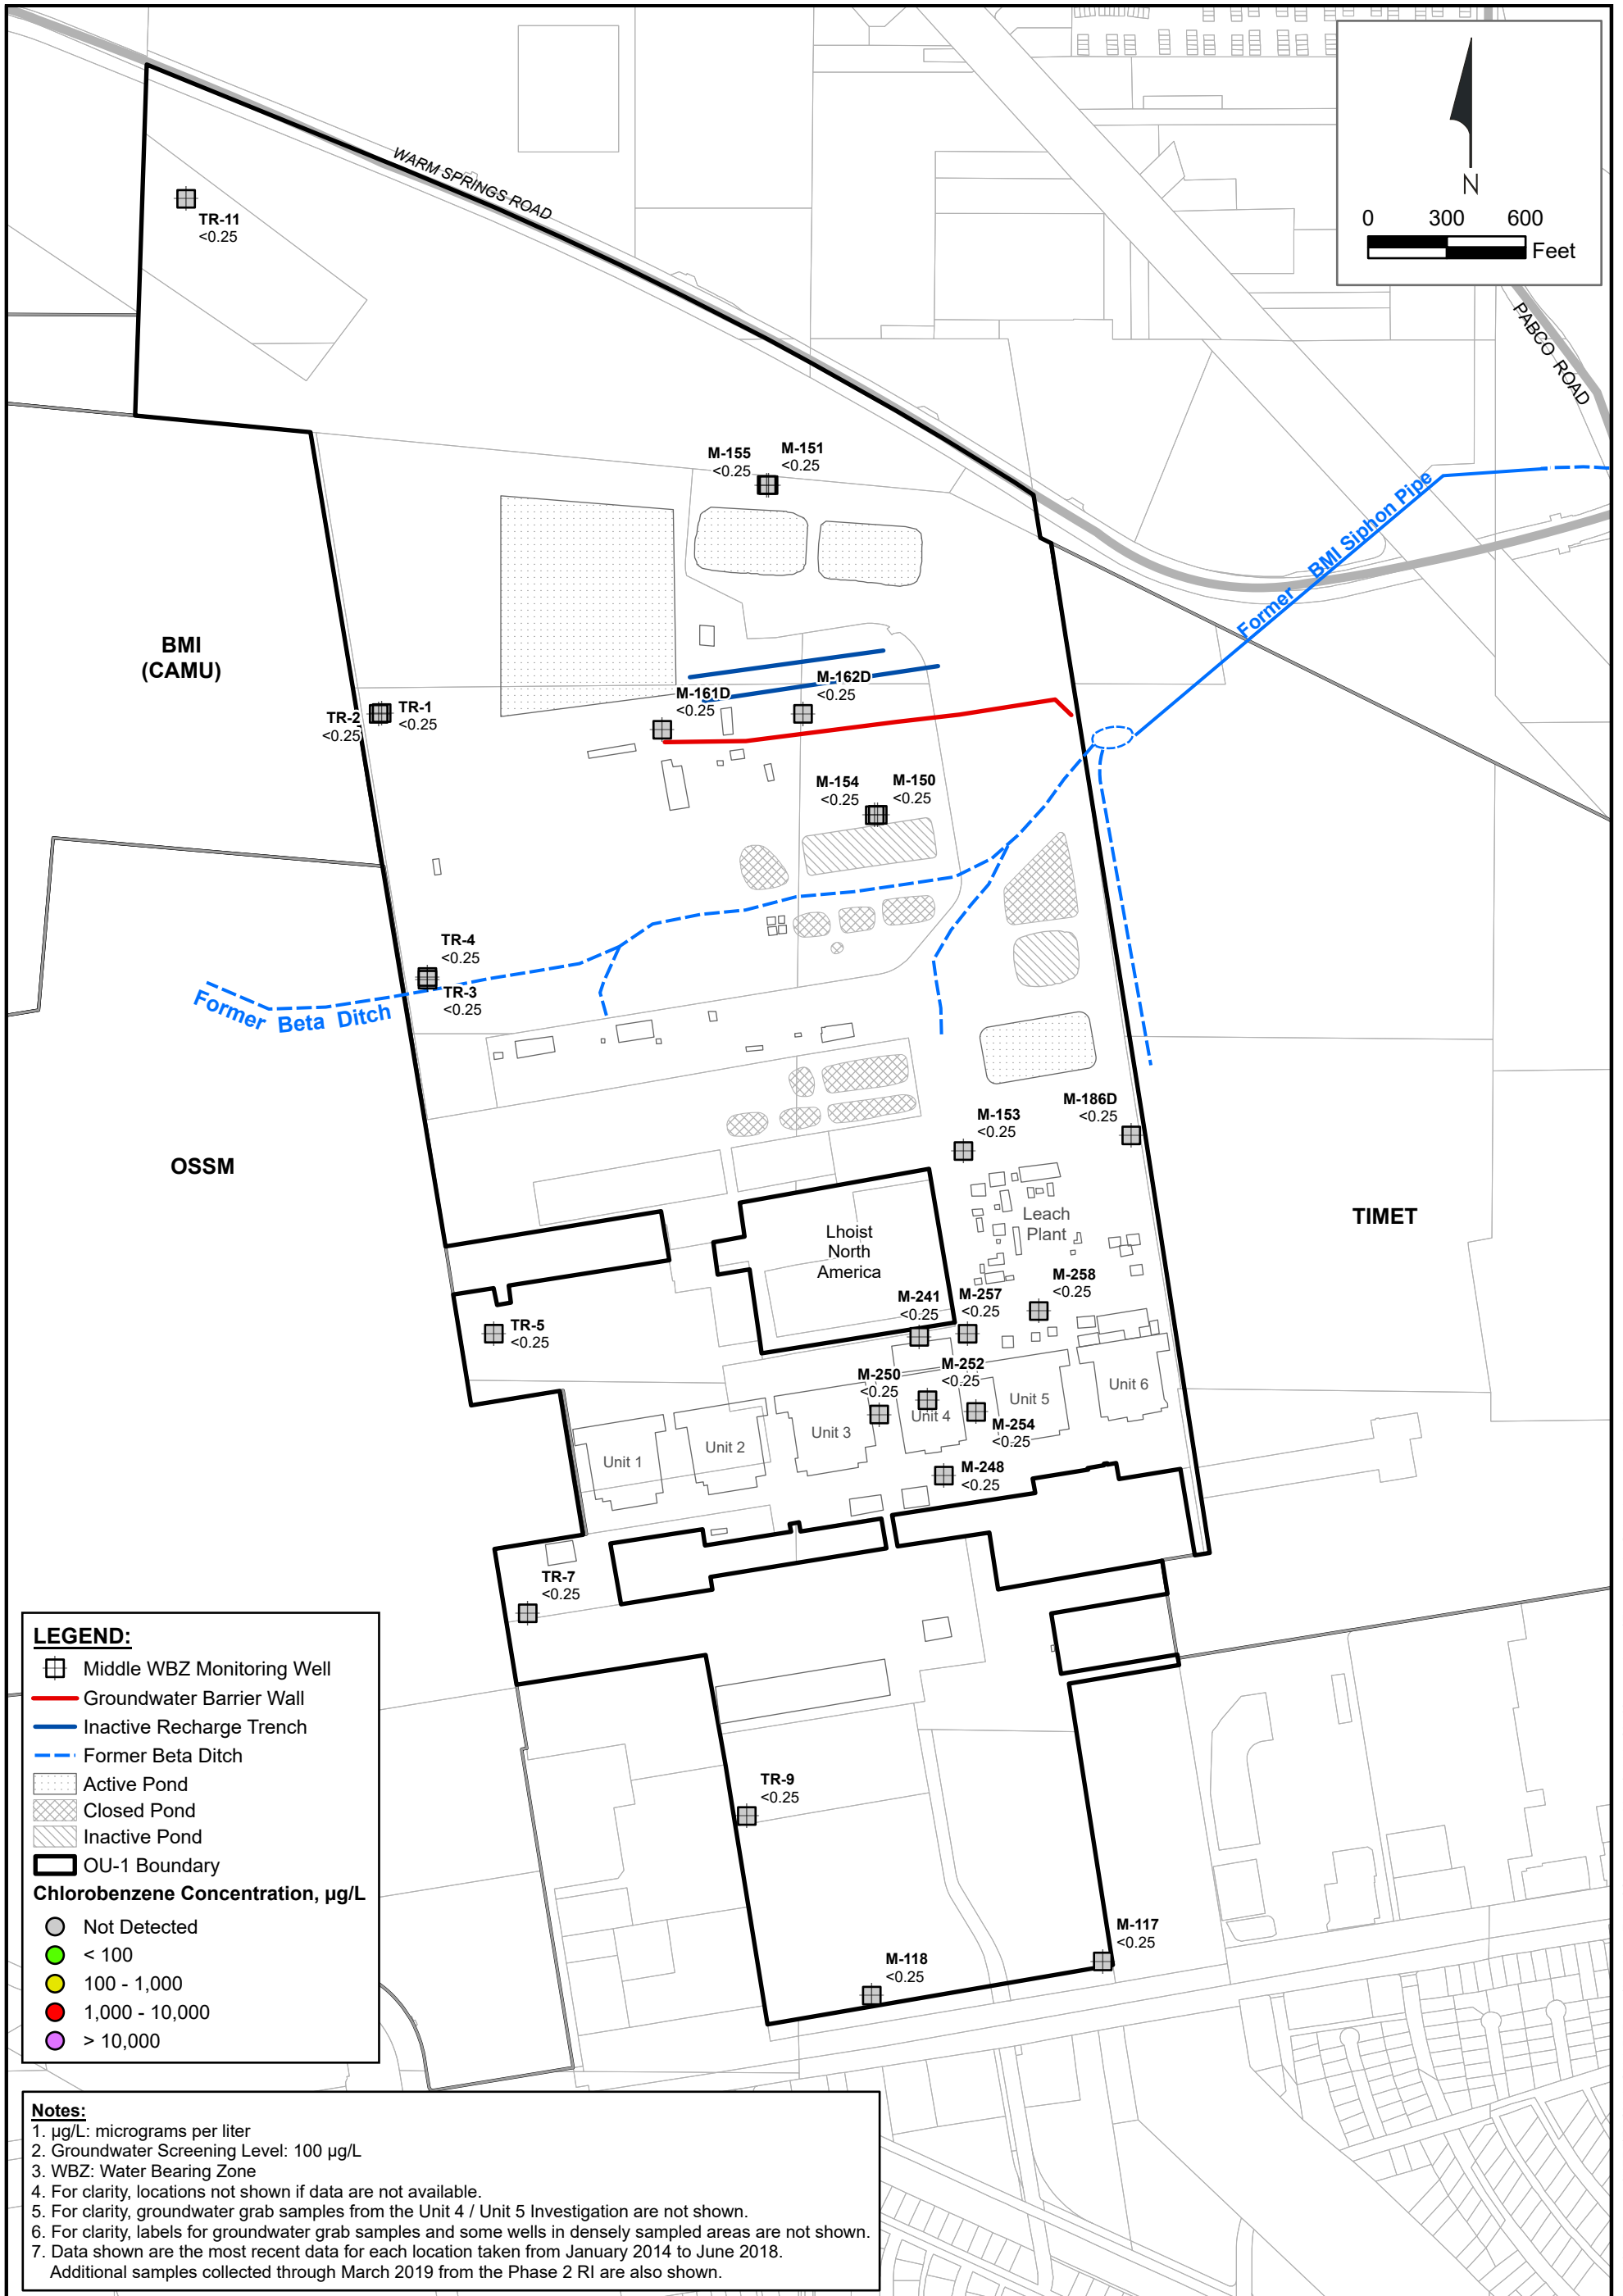 N
0 300 600
Feet
WARM SPRINGS ROAD
PABCO ROAD
TR-11
<0.25
M-155
<0.25
M-151
<0.25
Former BMI Siphon Pipe
BMI
(CAMU)
M-161D
<0.25
M-162D
<0.25
TR-2
<0.25
TR-1
<0.25
M-154
<0.25
M-150
<0.25
TR-4
<0.25
TR-3
<0.25
Former Beta Ditch
M-186D
<0.25
M-153
<0.25
OSSM
TIMET
Leach
Plant
Lhoist
North
America
M-258
<0.25
M-241
<0.25
M-257
<0.25
TR-5
<0.25
M-250
<0.25
M-252
<0.25
M-254
<0.25
Unit 1
Unit 2
Unit 3
Unit 4
Unit 5
Unit 6
M-248
<0.25
TR-7
<0.25
TR-9
<0.25
M-117
<0.25
M-118
<0.25
LEGEND:
Middle WBZ Monitoring Well
Groundwater Barrier Wall
Inactive Recharge Trench
Former Beta Ditch
Active Pond
Closed Pond
Inactive Pond
OU-1 Boundary
Chlorobenzene Concentration, µg/L
Not Detected
< 100
100 - 1,000
1,000 - 10,000
> 10,000
Notes:
1. µg/L: micrograms per liter
2. Groundwater Screening Level: 100 µg/L
3. WBZ: Water Bearing Zone
4. For clarity, locations not shown if data are not available.
5. For clarity, groundwater grab samples from the Unit 4 / Unit 5 Investigation are not shown.
6. For clarity, labels for groundwater grab samples and some wells in densely sampled areas are not shown.
7. Data shown are the most recent data for each location taken from January 2014 to June 2018.
Additional samples collected through March 2019 from the Phase 2 RI are also shown.